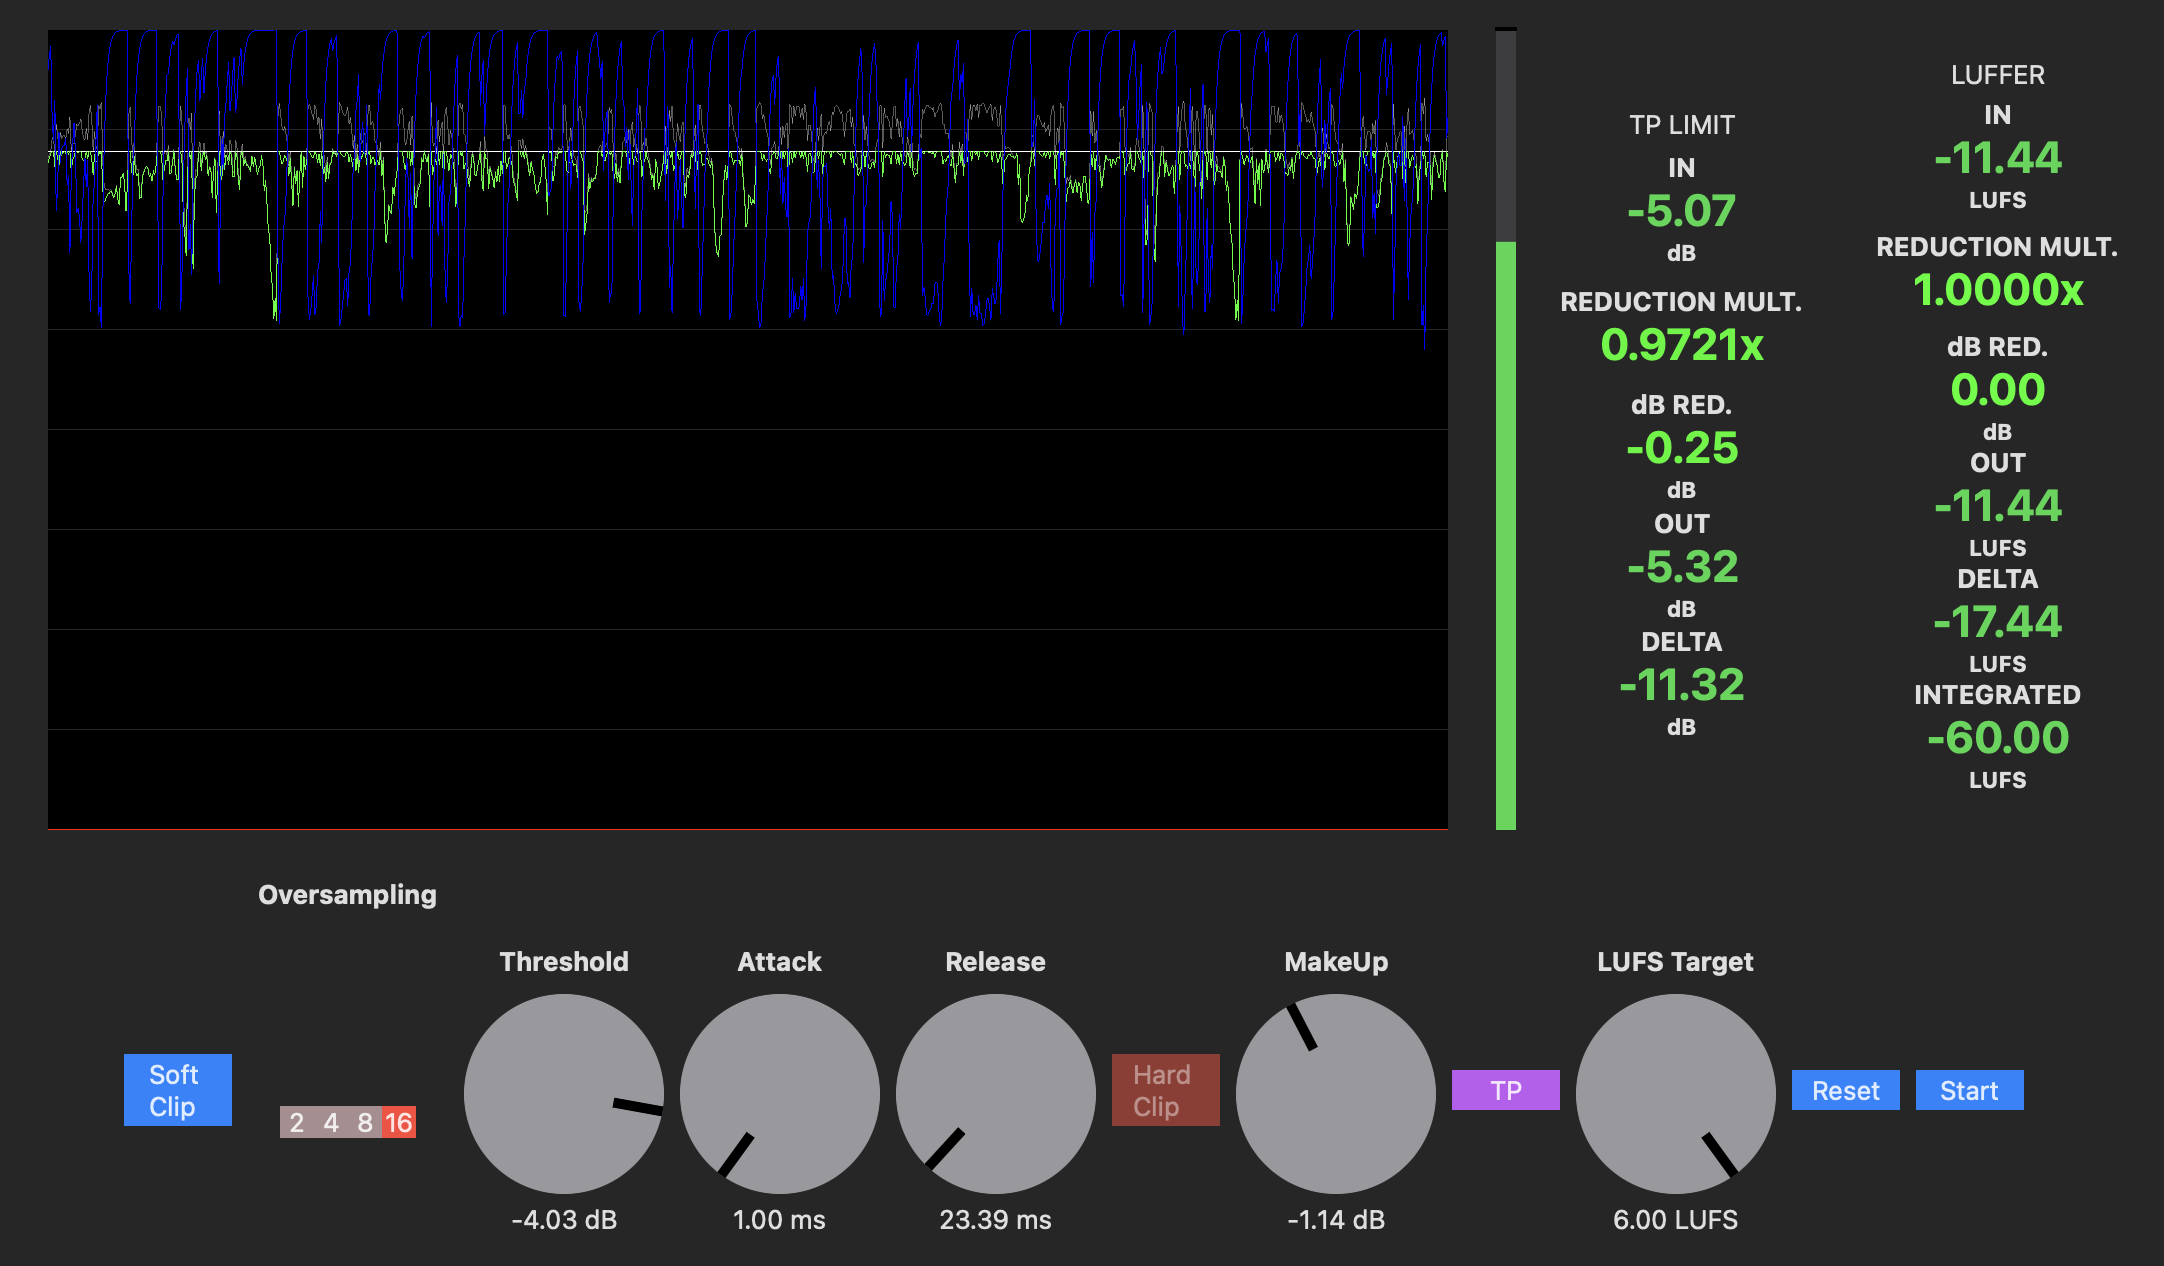 TP LIMIT
IN
-5.07
dB
REDUCTION MULT.
0.9721x
dB RED.
-0.25
dB
OUT
-5.32
dB
DELTA
-11.32
dB
LUFFER
IN
-11.44
LUFS
REDUCTION MULT.
1.0000x
dB RED.
0.00
dB
OUT
-11.44
LUFS
DELTA
-17.44
LUFS
INTEGRATED
-60.00
LUFS
Soft
Clip
Oversampling
2 4 8 16
Threshold
-4.03 dB
Attack
1.00 ms
Release
23.39 ms
Hard
Clip
MakeUp
-1.14 dB
TP
LUFS Target
6.00 LUFS
Reset
Start